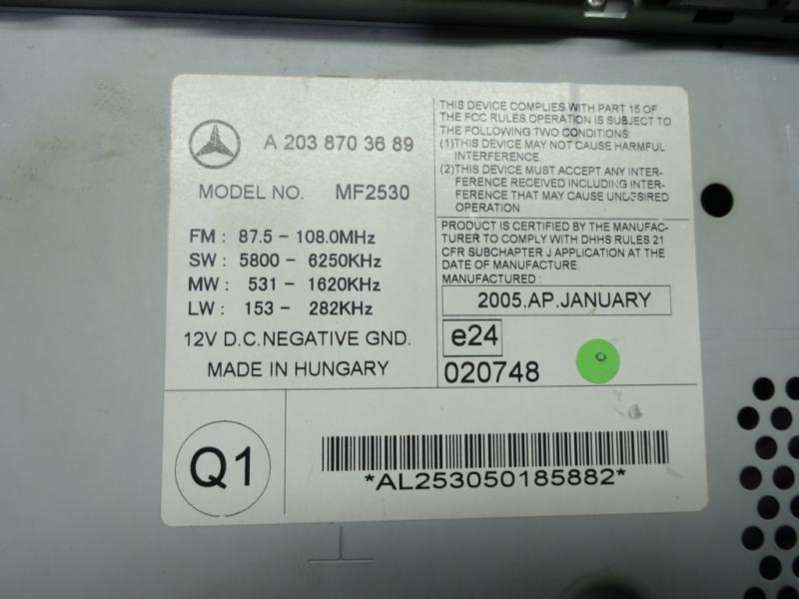 A 203 870 36 89
MODEL NO. MF2530
FM : 87.5 - 108.0MHz
SW : 5800 - 6250KHz
MW : 531 - 1620KHz
LW : 153 - 282KHz
12V D.C.NEGATIVE GND.
MADE IN HUNGARY
THIS DEVICE COMPLIES WITH PART 15 OF
THE FCC RULES OPERATION IS SUBJECT TO
THE FOLLOWING TWO CONDITIONS:
(1)THIS DEVICE MAY NOT CAUSE HARMFUL
INTERFERENCE.
(2)THIS DEVICE MUST ACCEPT ANY INTER-
FERENCE RECEIVED INCLUDING INTER-
FERENCE THAT MAY CAUSE UNDESIRED
OPERATION
PRODUCT IS CERTIFIED BY THE MANUFAC-
TURER TO COMPLY WITH DHHS RULES 21
CFR SUBCHAPTER J APPLICATION AT THE
DATE OF MANUFACTURE.
MANUFACTURED :
2005.AP.JANUARY
e24
020748
Q1
*AL253050185882*